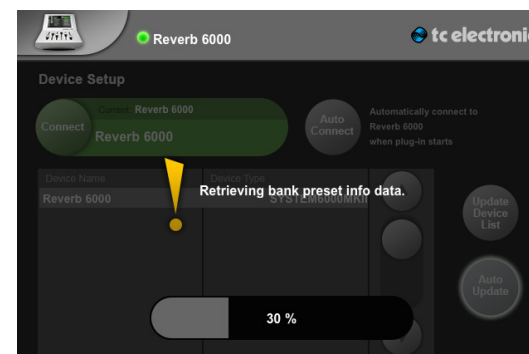 Reverb 6000
tc electroni
Device Setup
Current: Reverb 6000
Connect
Reverb 6000
Auto
Connect
Automatically connect to
Reverb 6000
when plug-in starts
Device Name
Device Type
Reverb 6000
SYSTEM6000MKII
Retrieving bank preset info data.
Update
Device
List
Auto
Update
30 %